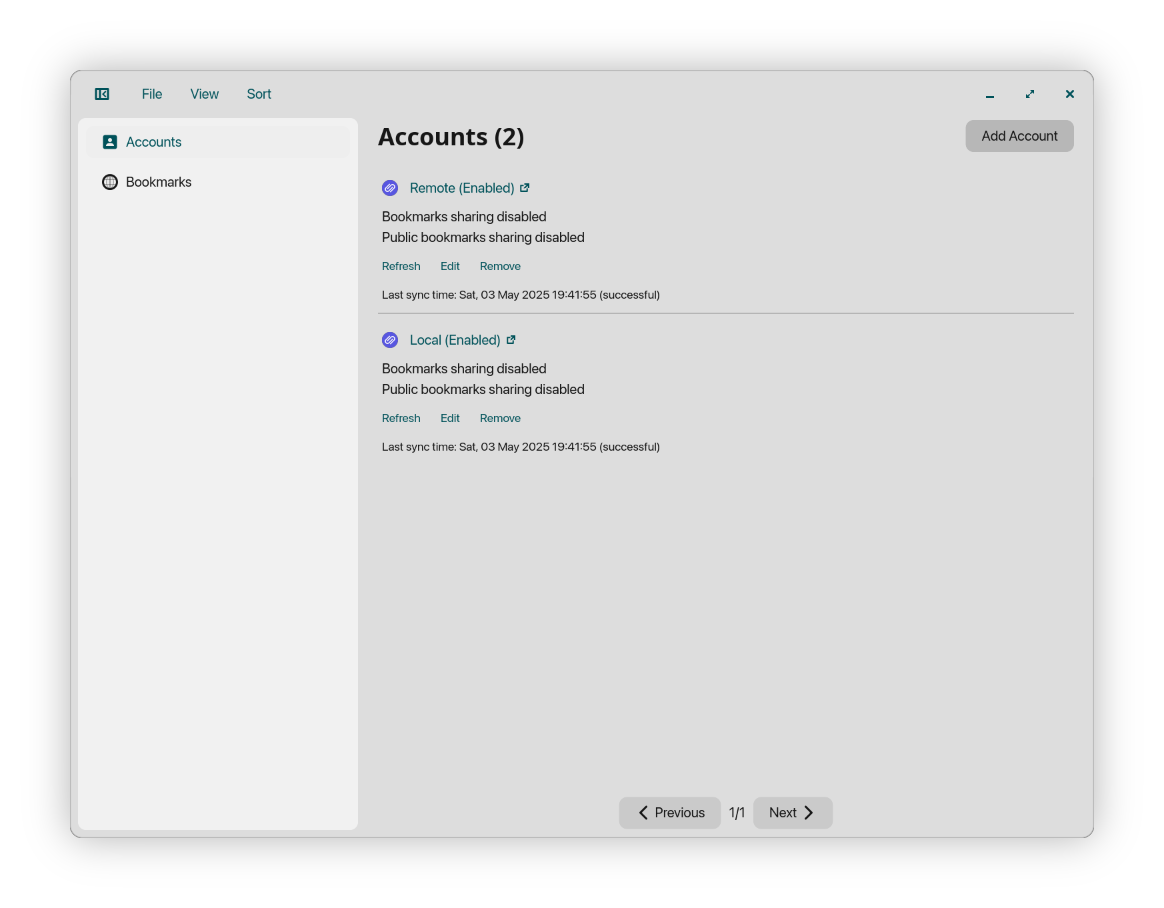 File View Sort
Accounts
Bookmarks
Accounts (2)
Add Account
Remote (Enabled)
Bookmarks sharing disabled
Public bookmarks sharing disabled
Refresh Edit Remove
Last sync time: Sat, 03 May 2025 19:41:55 (successful)
Local (Enabled)
Bookmarks sharing disabled
Public bookmarks sharing disabled
Refresh Edit Remove
Last sync time: Sat, 03 May 2025 19:41:55 (successful)
Previous 1/1 Next